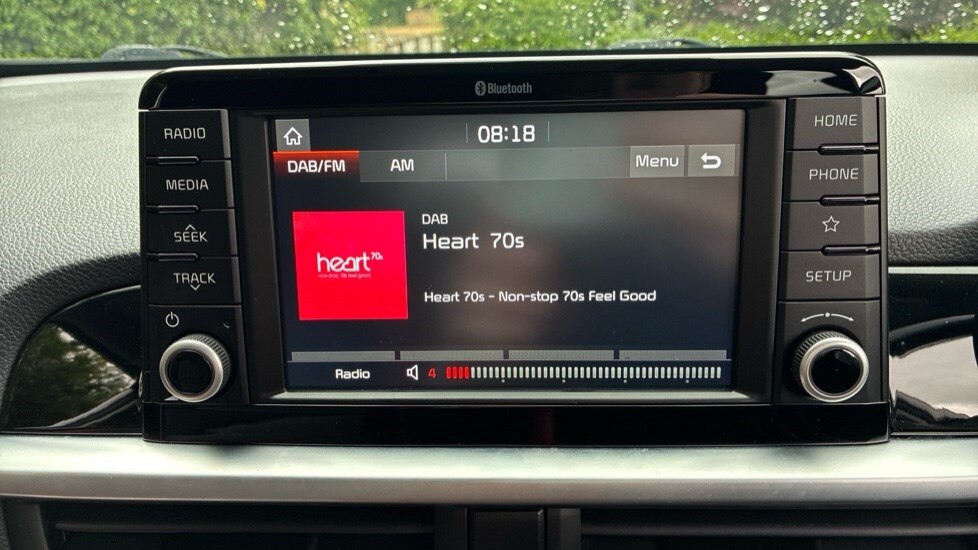 Bluetooth
RADIO
MEDIA
SEEK
TRACK
08:18
DAB/FM AM Menu
DAB
Heart 70s
heart 70s
Heart 70s - Non-stop 70s Feel Good
Radio 4
HOME
PHONE
SETUP